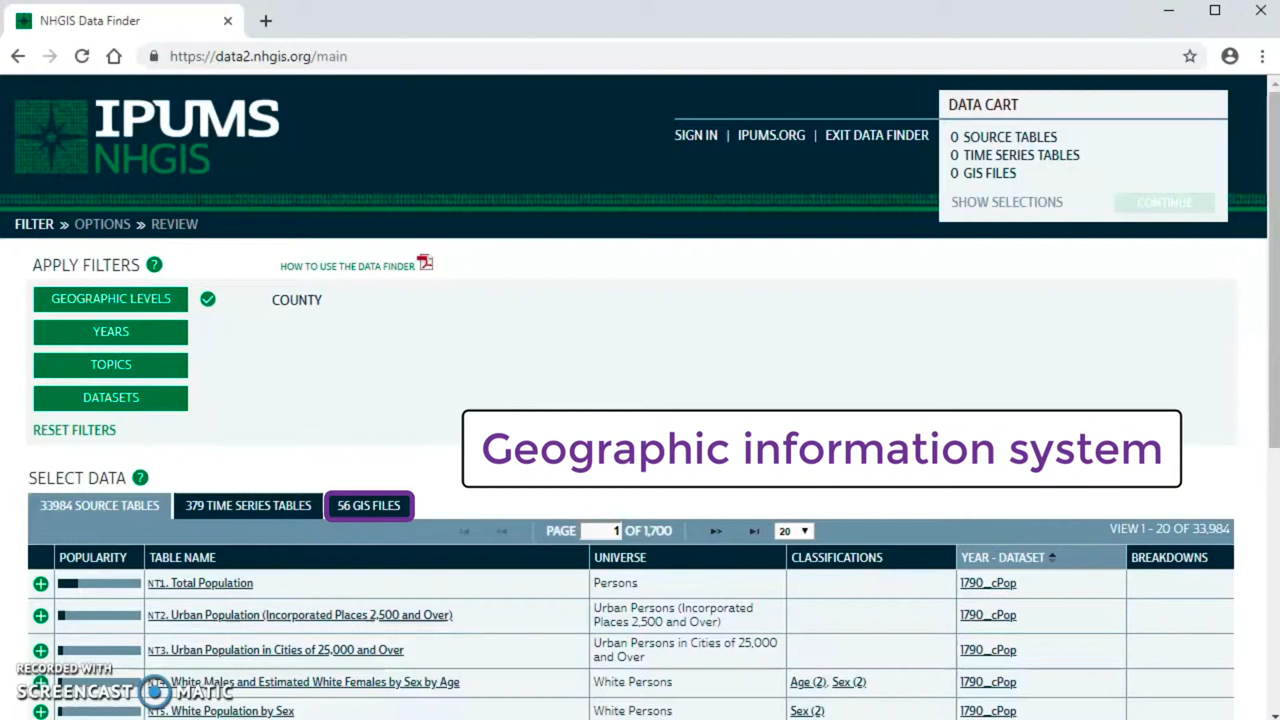 NHGIS Data Finder
https://data2.nhgis.org/main
IPUMS
NHGIS
SIGN IN | IPUMS.ORG | EXIT DATA FINDER
DATA CART
0 SOURCE TABLES
0 TIME SERIES TABLES
0 GIS FILES
SHOW SELECTIONS CONTINUE
FILTER » OPTIONS » REVIEW
APPLY FILTERS ? HOW TO USE THE DATA FINDER
GEOGRAPHIC LEVELS COUNTY
YEARS
TOPICS
DATASETS
RESET FILTERS
Geographic information system
SELECT DATA ?
33984 SOURCE TABLES 379 TIME SERIES TABLES 56 GIS FILES
PAGE 1 OF 1,700 20 VIEW 1 - 20 OF 33,984
POPULARITY TABLE NAME UNIVERSE CLASSIFICATIONS YEAR - DATASET BREAKDOWNS
NT1. Total Population Persons 1790_cPop
NT2. Urban Population (Incorporated Places 2,500 and Over) Urban Persons (Incorporated Places 2,500 and Over) 1790_cPop
NT3. Urban Population in Cities of 25,000 and Over Urban Persons in Cities of 25,000 and Over 1790_cPop
NT4. White Males and Estimated White Females by Sex by Age White Persons Age (2), Sex (2) 1790_cPop
NT5. White Population by Sex White Persons Sex (2) 1790_cPop
RECORDED WITH
SCREENCAST MATIC